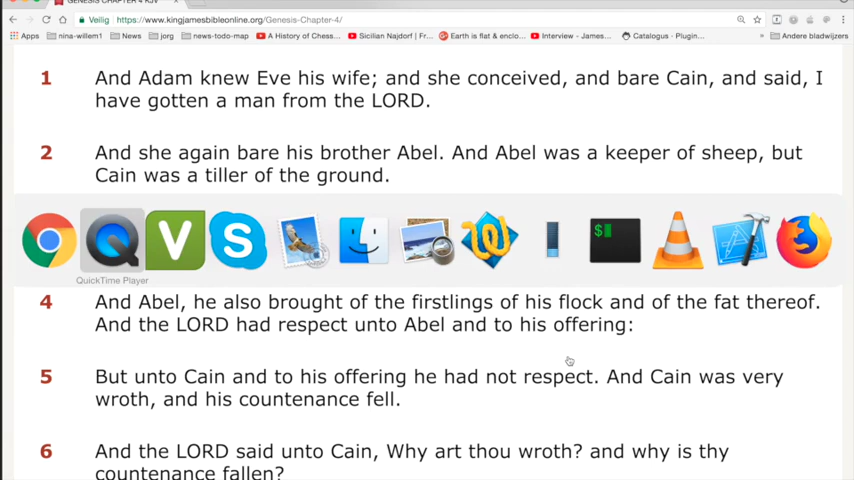 GENESIS CHAPTER 4 KJV
Veilig https://www.kingjamesbibleonline.org/Genesis-Chapter-4/
Apps nina-willem1 News jorg news-todo-map A History of Chess... Sicilian Najdorf |Fr... Earth is flat & enclo... Interview - James... Catalogus - Plugin... » Andere bladwijzers
1 And Adam knew Eve his wife; and she conceived, and bare Cain, and said, I
have gotten a man from the LORD.
2 And she again bare his brother Abel. And Abel was a keeper of sheep, but
Cain was a tiller of the ground.
V S $
QuickTime Player
4 And Abel, he also brought of the firstlings of his flock and of the fat thereof.
And the LORD had respect unto Abel and to his offering:
5 But unto Cain and to his offering he had not respect. And Cain was very
wroth, and his countenance fell.
6 And the LORD said unto Cain, Why art thou wroth? and why is thy
countenance fallen?